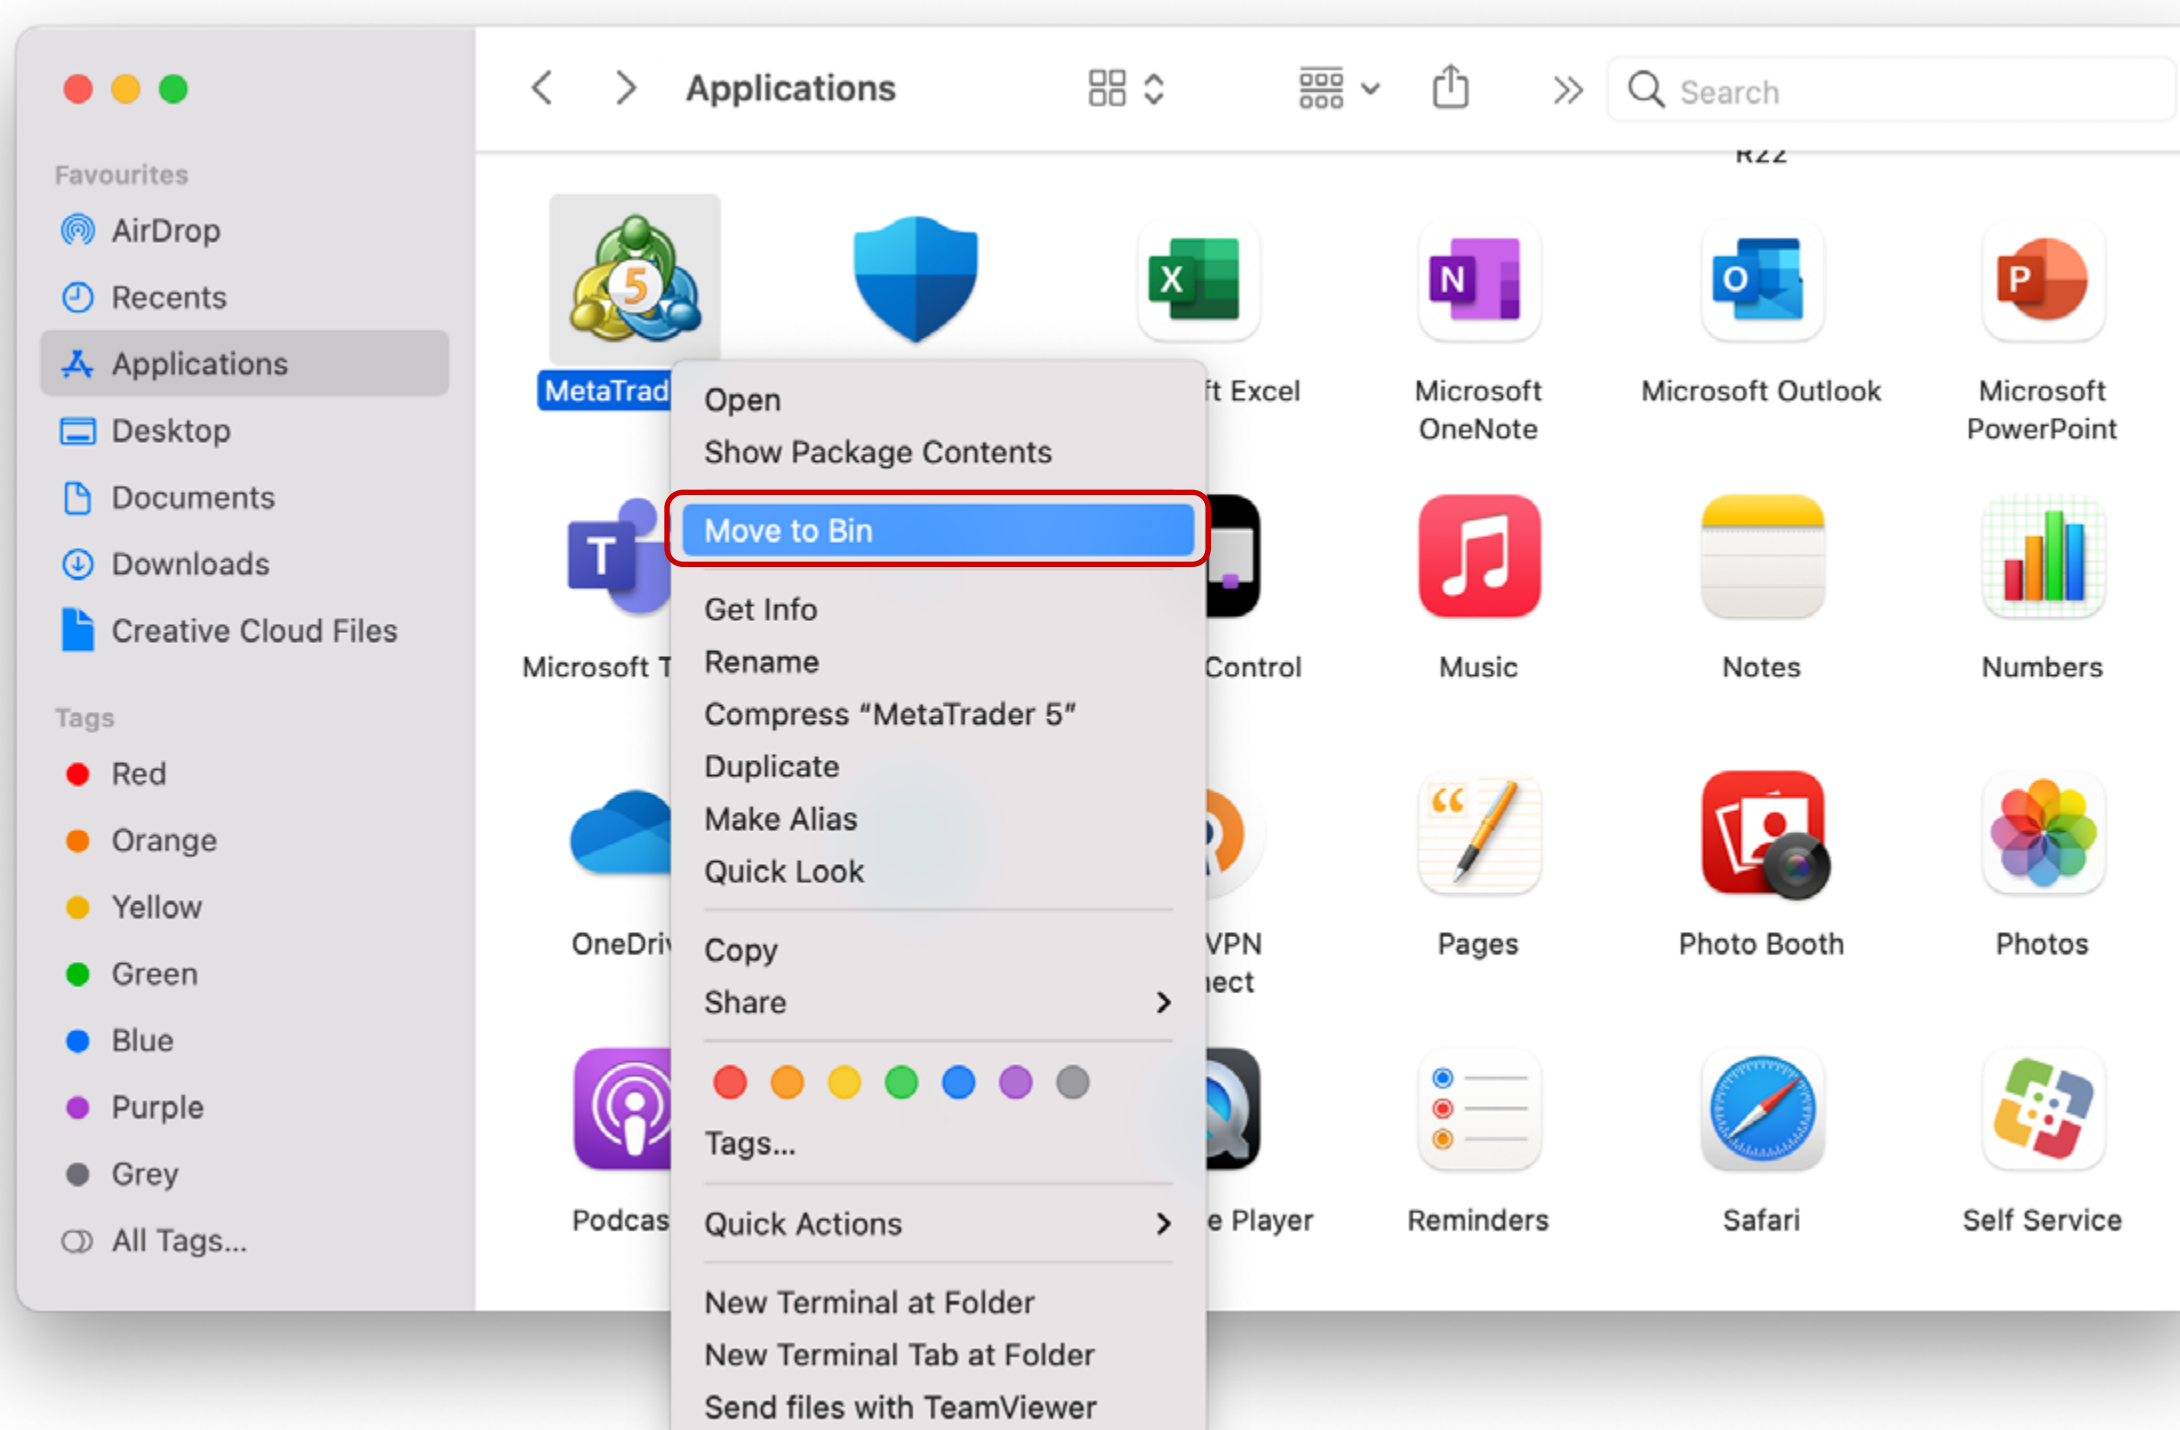 Applications
Search
R22
Favourites
AirDrop
Recents
Applications
Desktop
Documents
Downloads
Creative Cloud Files
Tags
Red
Orange
Yellow
Green
Blue
Purple
Grey
All Tags...
5
X
N
O
P
MetaTrad
ft Excel
Microsoft
OneNote
Microsoft Outlook
Microsoft
PowerPoint
T
Microsoft T
Control
Music
Notes
Numbers
OneDriv
VPN
nect
Pages
Photo Booth
Photos
Podcas
e Player
Reminders
Safari
Self Service
Open
Show Package Contents
Move to Bin
Get Info
Rename
Compress “MetaTrader 5”
Duplicate
Make Alias
Quick Look
Copy
Share
Tags...
Quick Actions
New Terminal at Folder
New Terminal Tab at Folder
Send files with TeamViewer